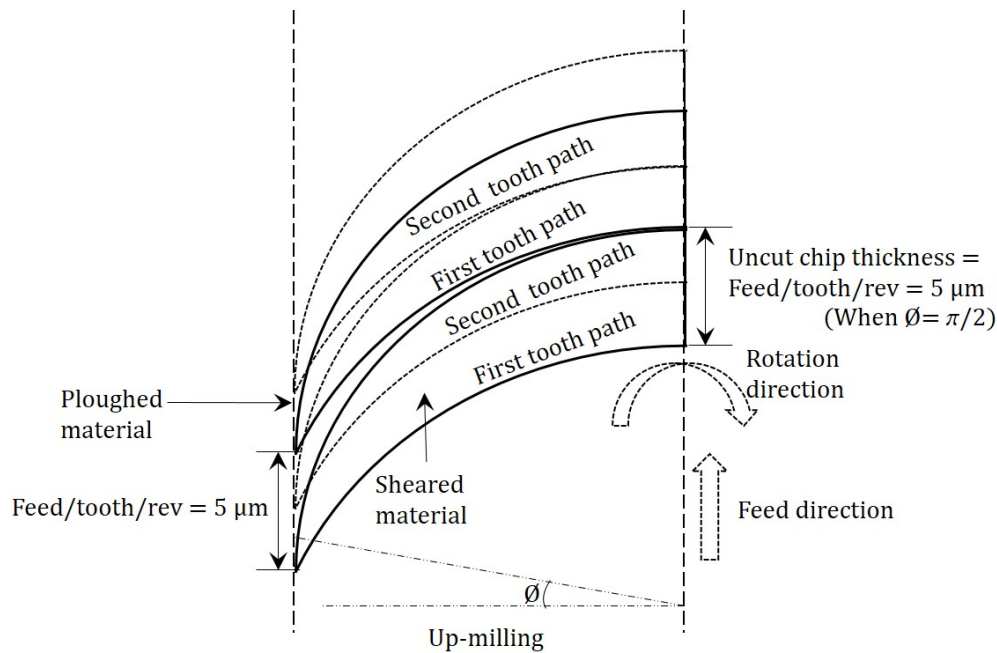 Second tooth path
First tooth path
Second tooth path
First tooth path
Uncut chip thickness =
Feed/tooth/rev = 5 μm
(When Ø= π/2)
Rotation
direction
Ploughed
material
Feed/tooth/rev = 5 μm
Sheared
material
Feed direction
Ø
Up-milling